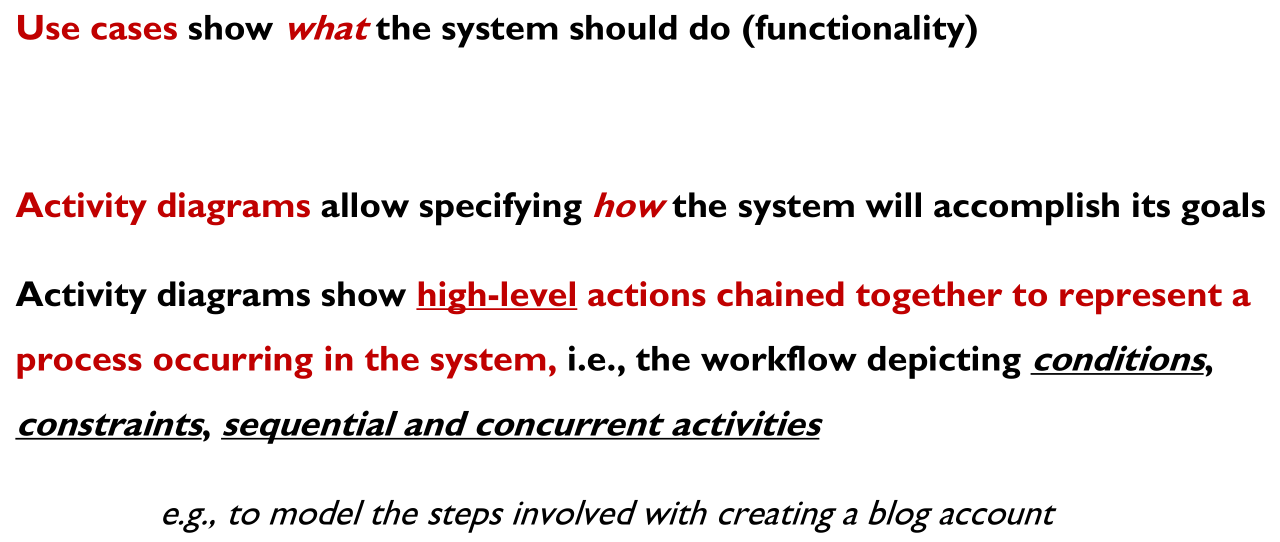 Use cases show what the system should do (functionality)
Activity diagrams allow specifying how the system will accomplish its goals
Activity diagrams show high-level actions chained together to represent a
process occurring in the system, i.e., the workflow depicting conditions,
constraints, sequential and concurrent activities
e.g., to model the steps involved with creating a blog account